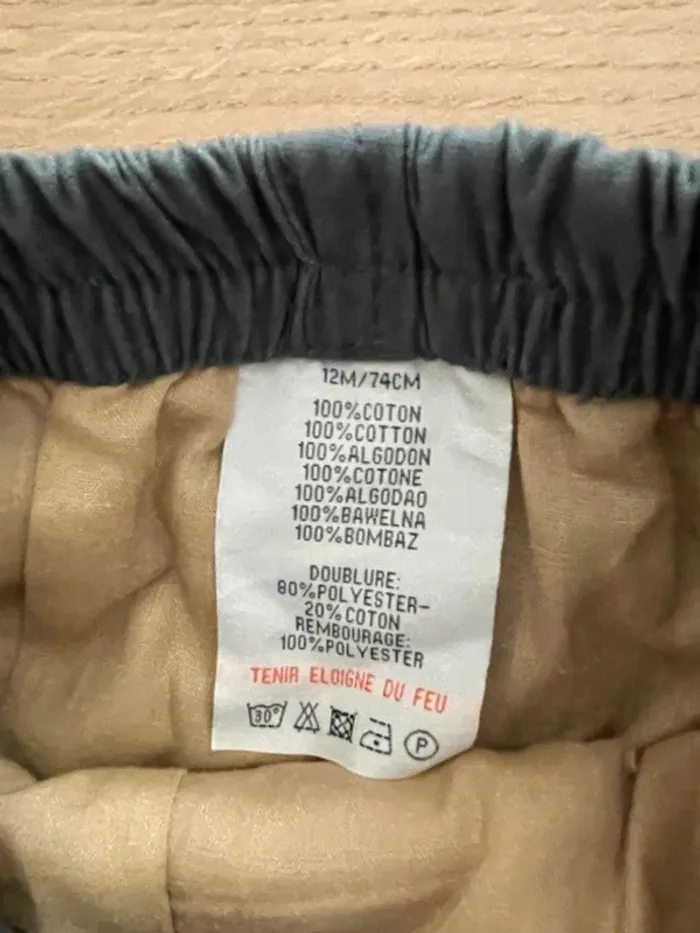 12M/74CM
100%COTON
100%COTTON
100%ALGODON
100%COTONE
100%ALGODAO
100%BAWELNA
100%BOMBAZ
DOUBLURE:
80%POLYESTER-
20%COTON
REMBOURAGE:
100%POLYESTER
TENIR ELOIGNE DU FEU
30° P